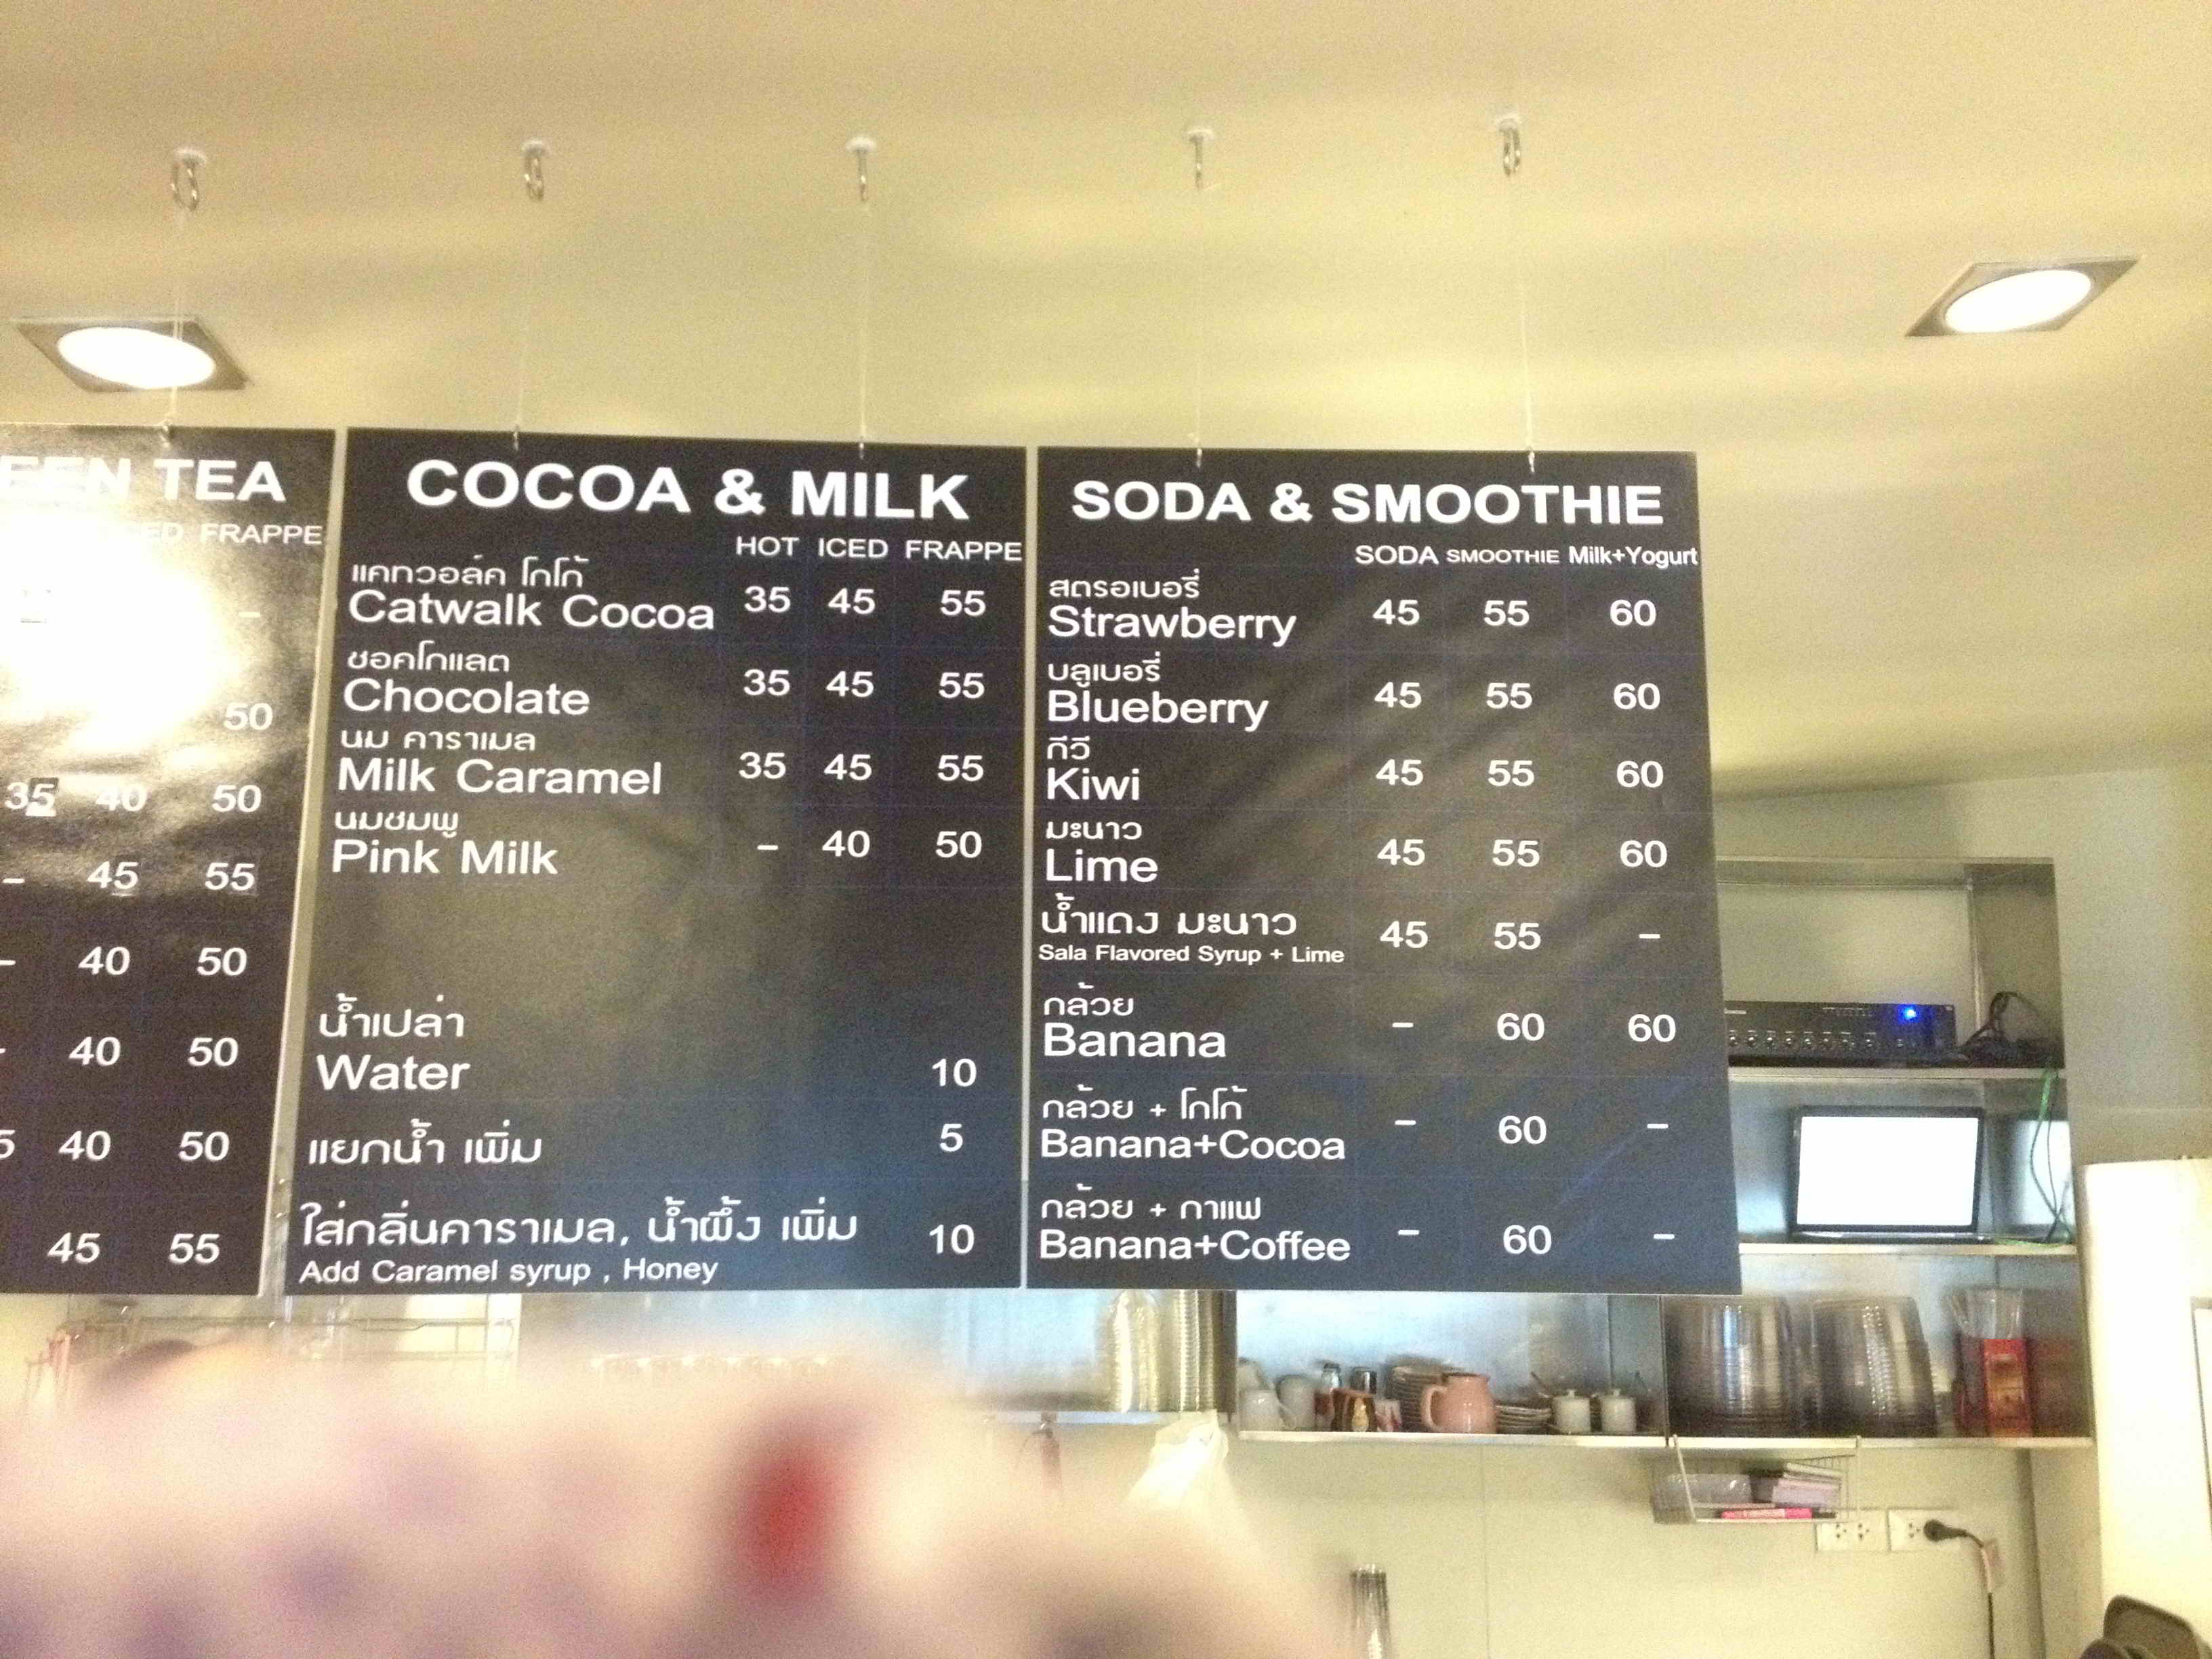 EEN TEA
FRAPPE
-
50
35 40 50
- 45 55
- 40 50
- 40 50
5 40 50
45 55
COCOA & MILK
HOT ICED FRAPPE
แคทวอล์ค โกโก้
Catwalk Cocoa 35 45 55
ชอคโกแลต
Chocolate 35 45 55
นม คาราเมล
Milk Caramel 35 45 55
นมชมพู
Pink Milk - 40 50
น้ำเปล่า
Water 10
แยกน้ำ เพิ่ม 5
ใส่กลิ่นคาราเมล, น้ำผึ้ง เพิ่ม 10
Add Caramel syrup , Honey
SODA & SMOOTHIE
SODA SMOOTHIE Milk+Yogurt
สตรอเบอรี่
Strawberry 45 55 60
บลูเบอรี่
Blueberry 45 55 60
กีวี
Kiwi 45 55 60
มะนาว
Lime 45 55 60
น้ำแดง มะนาว 45 55 -
Sala Flavored Syrup + Lime
กล้วย
Banana - 60 60
กล้วย + โกโก้
Banana+Cocoa - 60 -
กล้วย + กาแฟ
Banana+Coffee - 60 -